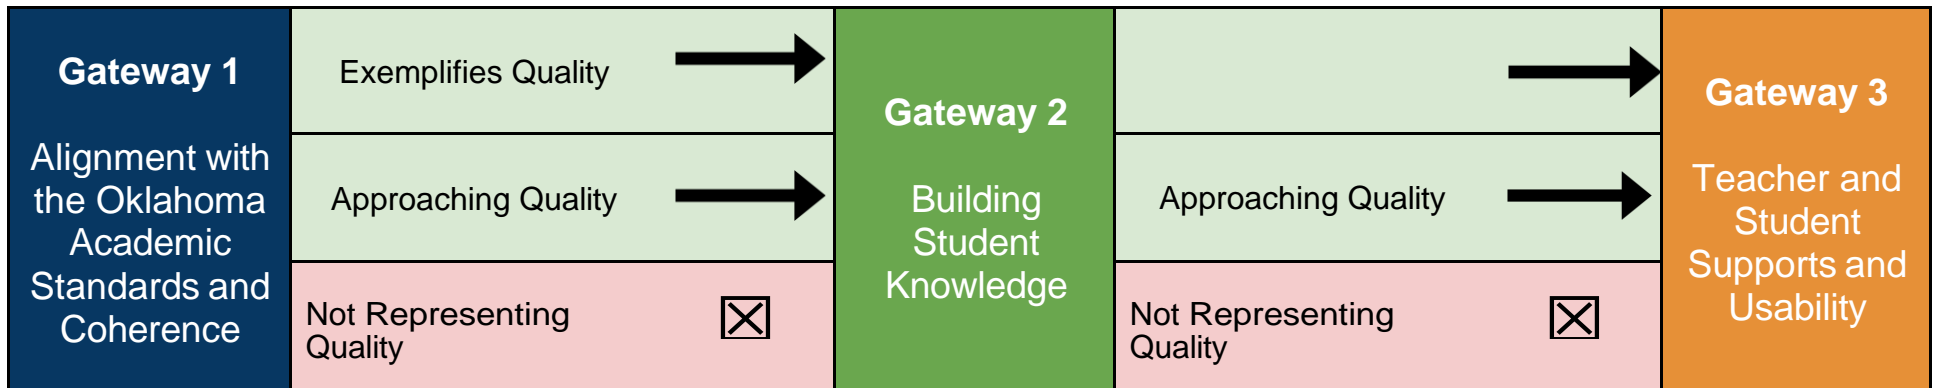 Gateway 1
Alignment with
the Oklahoma
Academic
Standards and
Coherence
Exemplifies Quality
Approaching Quality
Not Representing
Quality
Gateway 2
Building
Student
Knowledge
Approaching Quality
Not Representing
Quality
Gateway 3
Teacher and
Student
Supports and
Usability